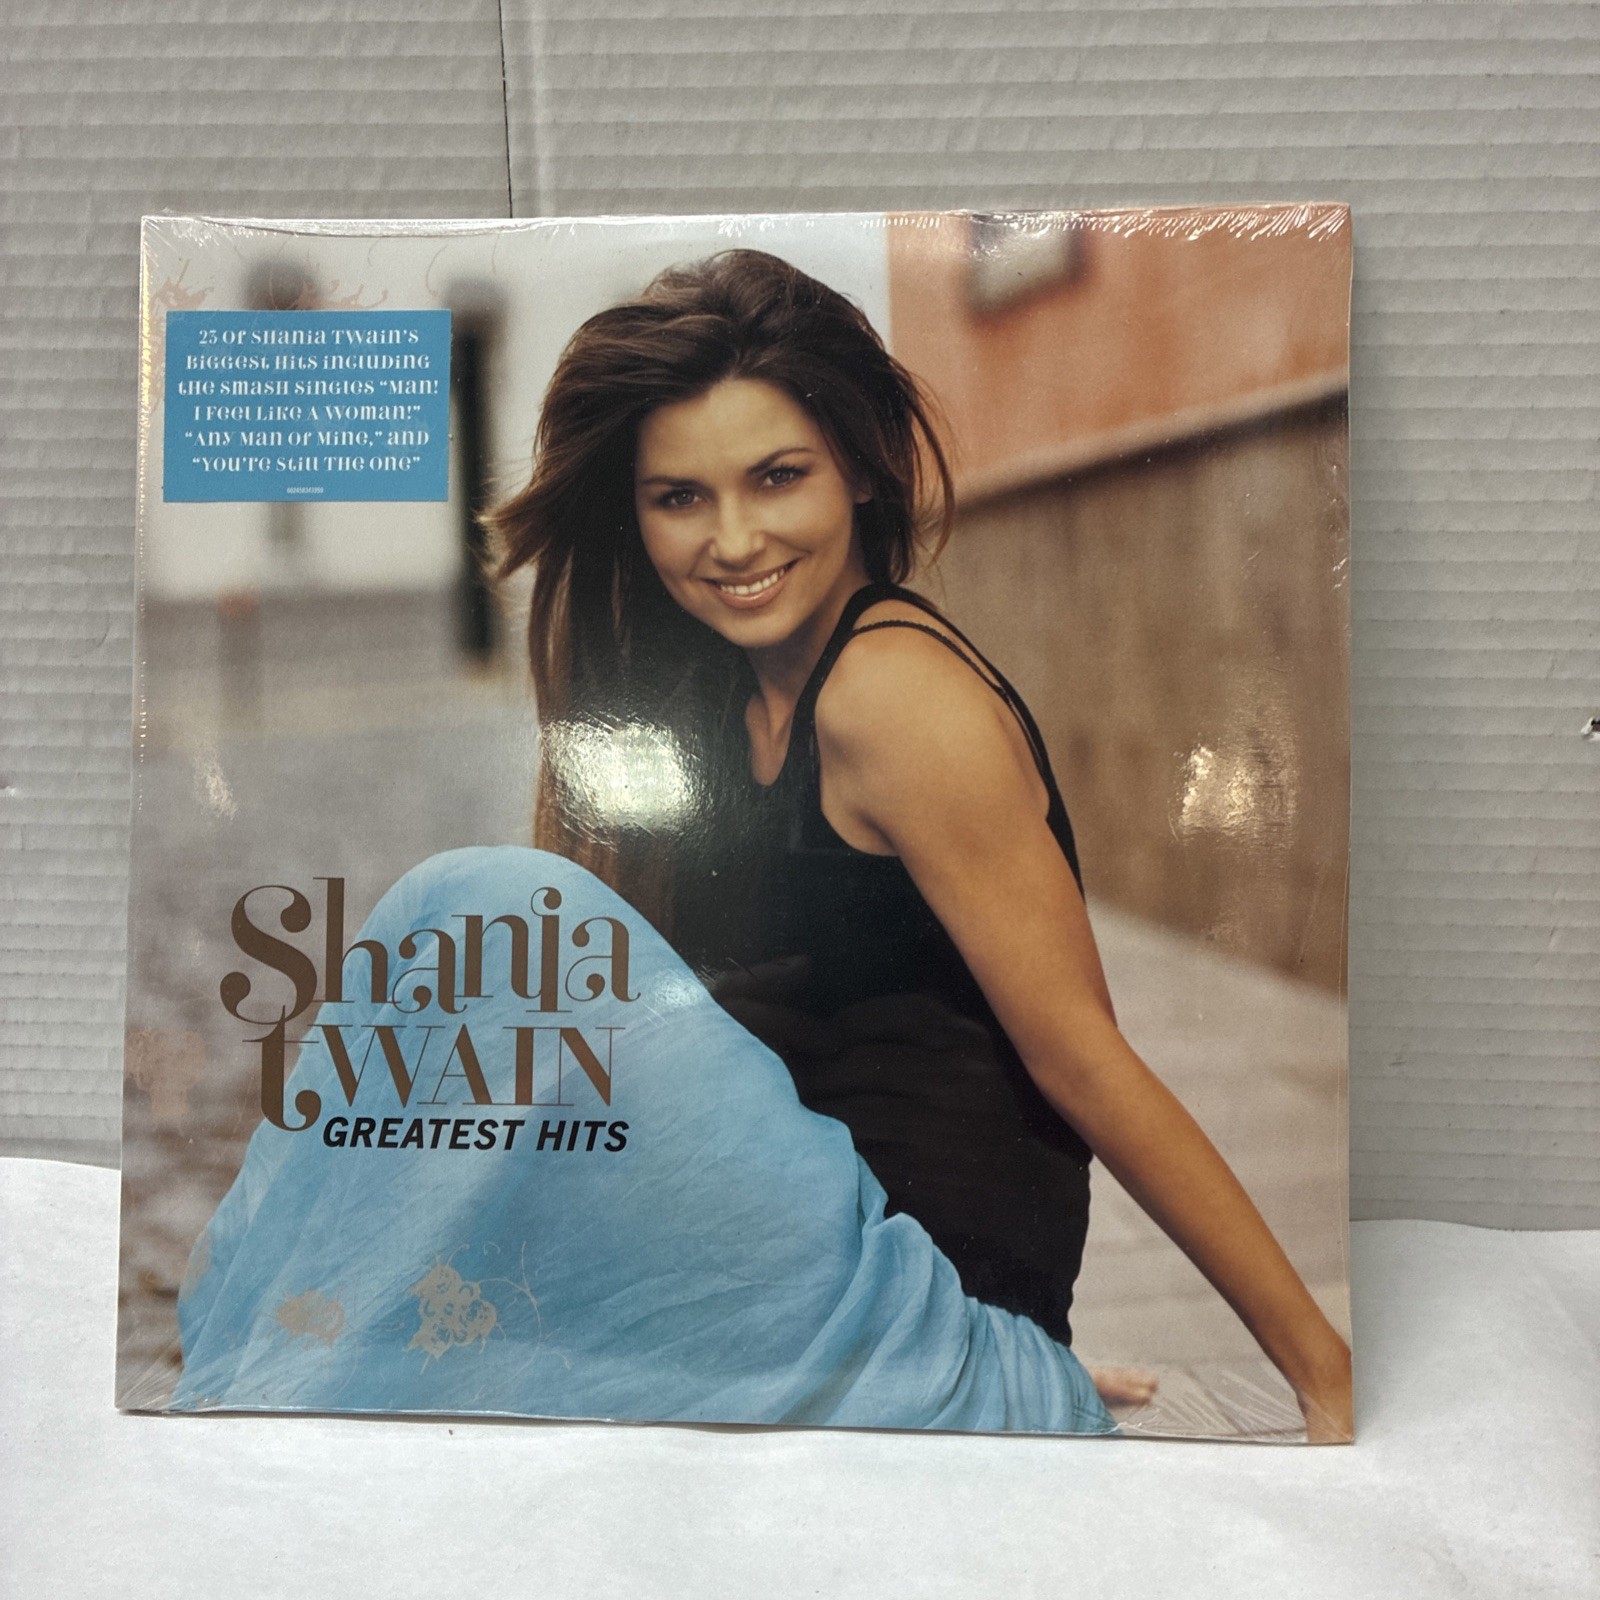 23 OF SHANIA TWAIN'S
BIGGEST HITS INCLUDING
THE SMASH SINGLES "MAN!
I FEEL LIKE A WOMAN!"
"ANY MAN OF MINE," AND
"YOU'RE STILL THE ONE"
Shania
TWAIN
GREATEST HITS